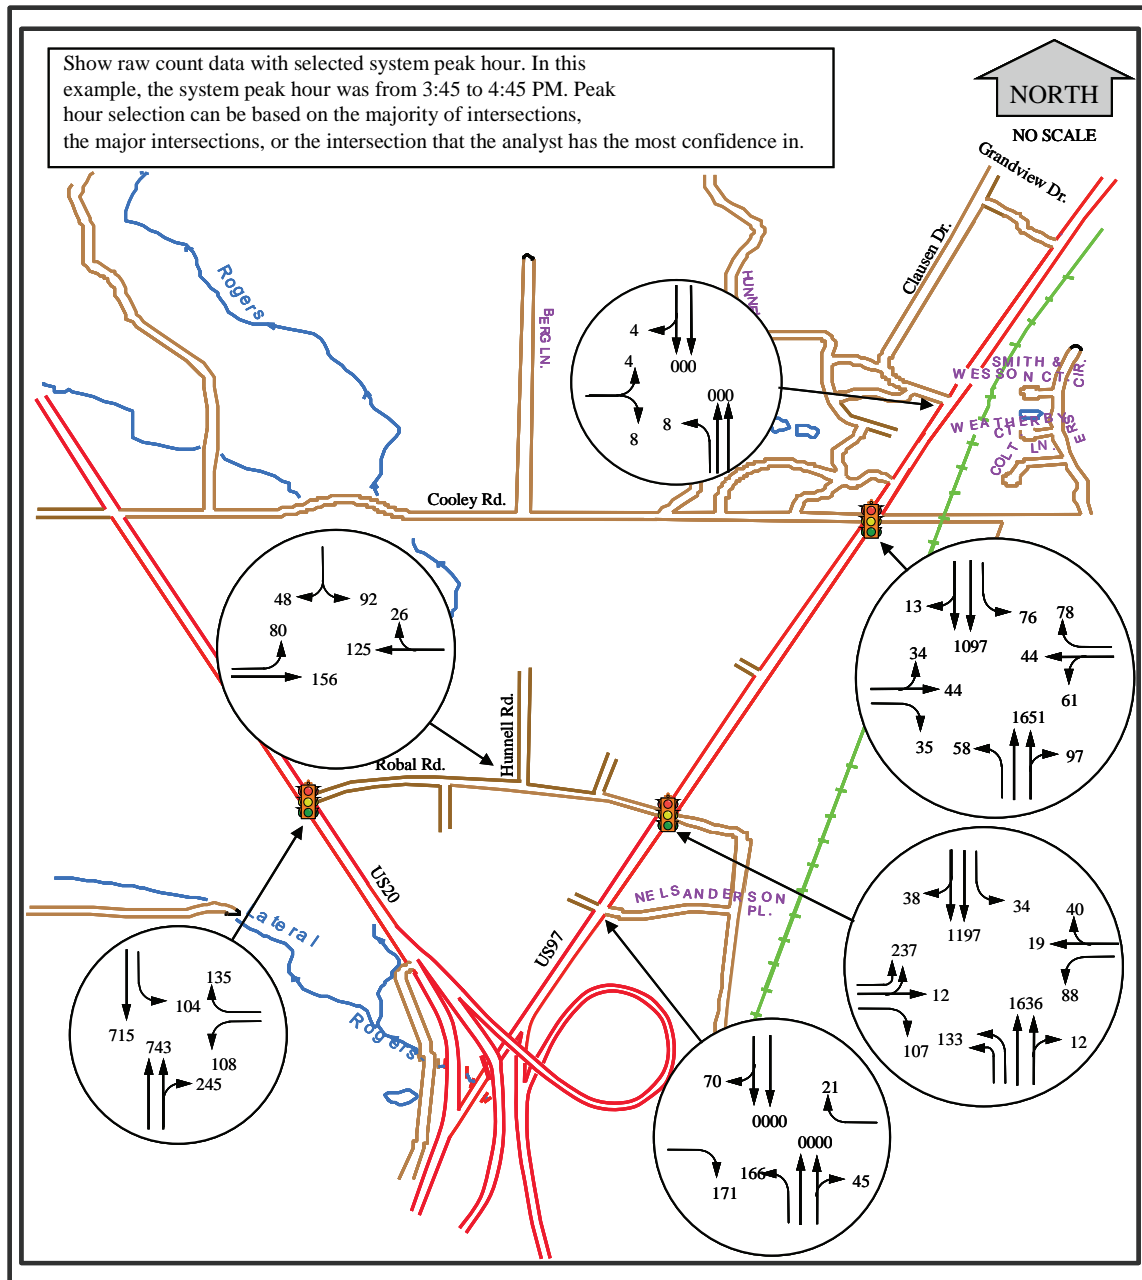 Show raw count data with selected system peak hour. In this
example, the system peak hour was from 3:45 to 4:45 PM. Peak
hour selection can be based on the majority of intersections,
the major intersections, or the intersection that the analyst has the most confidence in.
NORTH
NO SCALE
Grandview Dr.
Clausen Dr.
Rogers
BERG LN.
SMITH &
WESSON CT.
WEATHERBY
CT.
COLT LN.
CIR.
4
4
000
000
8
8
Cooley Rd.
48
92
26
80
125
156
13
1097
76
78
34
44
44
61
35
58
1651
97
Hunnell Rd.
Robal Rd.
US20
US97
NELS ANDERSON
PL.
Lateral
Rogers
38
1197
34
40
19
237
12
88
107
133
1636
12
135
104
715
743
108
245
70
0000
21
0000
166
171
45